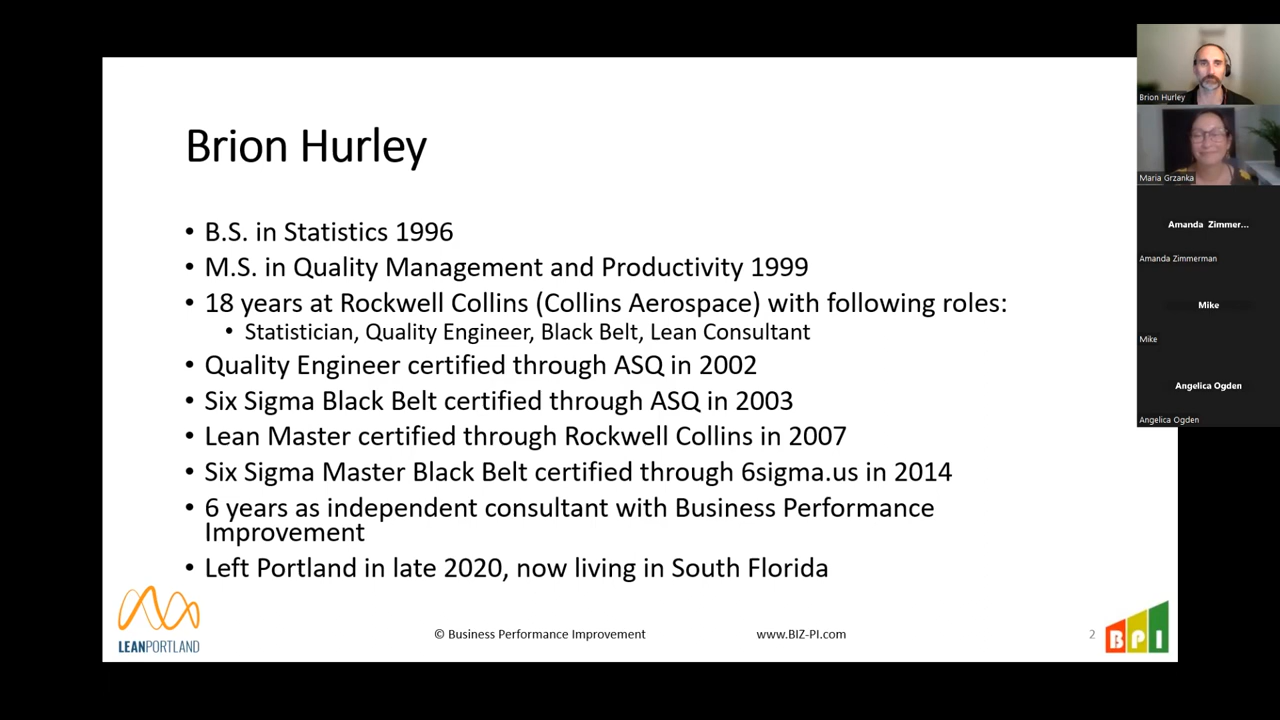 Brion Hurley
• B.S. in Statistics 1996
• M.S. in Quality Management and Productivity 1999
• 18 years at Rockwell Collins (Collins Aerospace) with following roles:
• Statistician, Quality Engineer, Black Belt, Lean Consultant
• Quality Engineer certified through ASQ in 2002
• Six Sigma Black Belt certified through ASQ in 2003
• Lean Master certified through Rockwell Collins in 2007
• Six Sigma Master Black Belt certified through 6sigma.us in 2014
• 6 years as independent consultant with Business Performance
Improvement
• Left Portland in late 2020, now living in South Florida
LEANPORTLAND
© Business Performance Improvement
www.BIZ-PI.com
2
BPI
Brion Hurley
Maria Grzanka
Amanda Zimmer...
Amanda Zimmerman
Mike
Mike
Angelica Ogden
Angelica Ogden